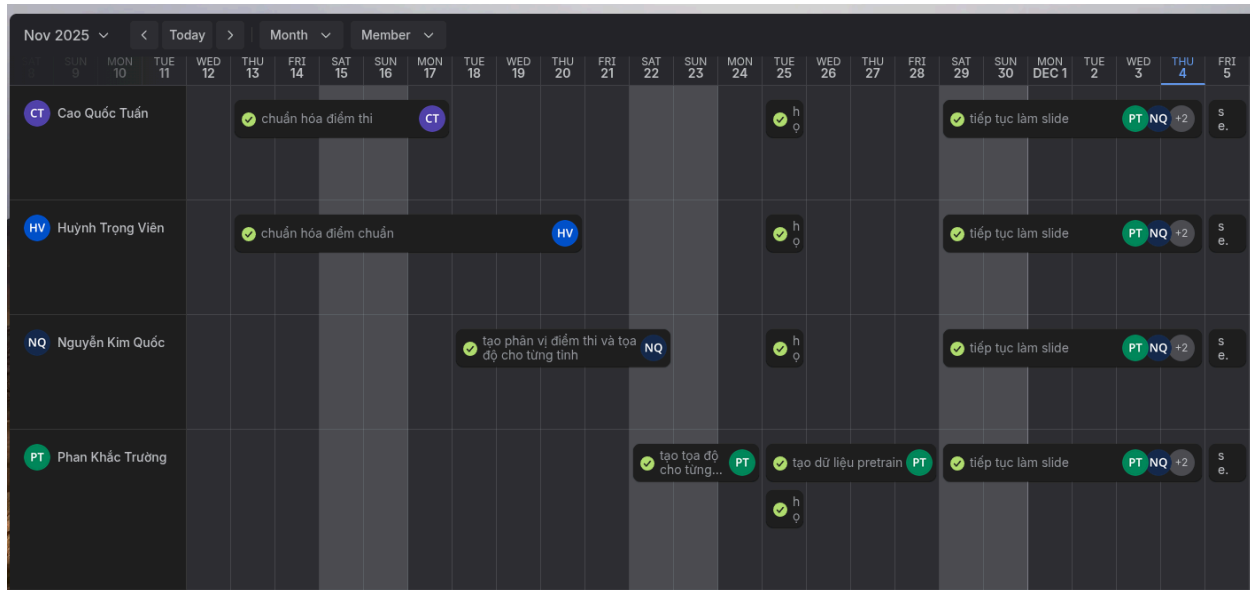 Nov 2025
Today
Month
Member
SUN 9
MON 10
TUE 11
WED 12
THU 13
FRI 14
SAT 15
SUN 16
MON 17
TUE 18
WED 19
THU 20
FRI 21
SAT 22
SUN 23
MON 24
TUE 25
WED 26
THU 27
FRI 28
SAT 29
SUN 30
MON DEC 1
TUE 2
WED 3
THU 4
FRI 5
CT Cao Quốc Tuấn
chuẩn hóa điểm thi CT
h
ọ
tiếp tục làm slide PT NQ +2
s
e.
HV Huỳnh Trọng Viên
chuẩn hóa điểm chuẩn HV
h
ọ
tiếp tục làm slide PT NQ +2
s
e.
NQ Nguyễn Kim Quốc
tạo phân vị điểm thi và tọa
độ cho từng tỉnh NQ
h
ọ
tiếp tục làm slide PT NQ +2
s
e.
PT Phan Khắc Trường
tạo tọa độ
cho từng... PT
tạo dữ liệu pretrain PT
tiếp tục làm slide PT NQ +2
s
e.
h
ọ